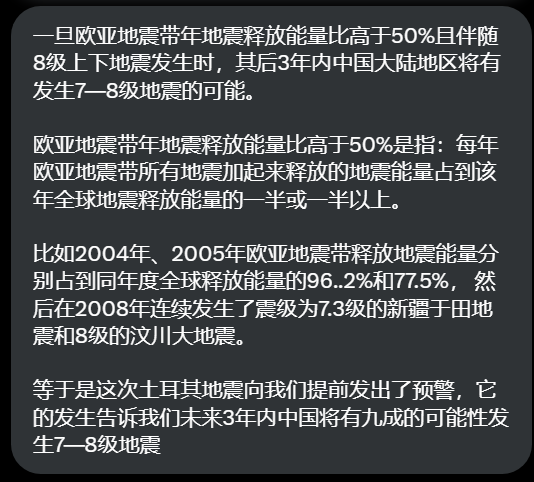 一旦欧亚地震带年地震释放能量比高于50%且伴随
8级上下地震发生时，其后3年内中国大陆地区将有
发生7—8级地震的可能。
欧亚地震带年地震释放能量比高于50%是指：每年
欧亚地震带所有地震加起来释放的地震能量占到该
年全球地震释放能量的一半或一半以上。
比如2004年、2005年欧亚地震带释放地震能量分
别占到同年度全球释放能量的96..2%和77.5%， 然
后在2008年连续发生了震级为7.3级的新疆于田地
震和8级的汶川大地震。
等于是这次土耳其地震向我们提前发出了预警，它
的发生告诉我们未来3年内中国将有九成的可能性发
生7—8级地震